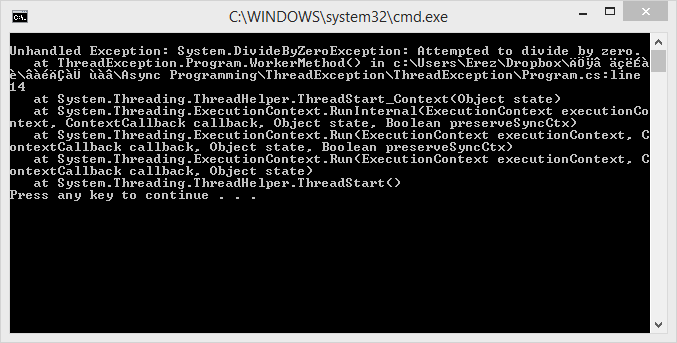 C:\WINDOWS\system32\cmd.exe
Unhandled Exception: System.DivideByZeroException: Attempted to divide by zero.
   at ThreadException.Program.WorkerMethod() in c:\Users\Erez\Dropbox\
\Async Programming\ThreadException\ThreadException\Program.cs:line
14
   at System.Threading.ThreadHelper.ThreadStart_Context(Object state)
   at System.Threading.ExecutionContext.RunInternal(ExecutionContext executionCo
ntext, ContextCallback callback, Object state, Boolean preserveSyncCtx)
   at System.Threading.ExecutionContext.Run(ExecutionContext executionContext, C
ontextCallback callback, Object state, Boolean preserveSyncCtx)
   at System.Threading.ExecutionContext.Run(ExecutionContext executionContext, C
ontextCallback callback, Object state)
   at System.Threading.ThreadHelper.ThreadStart()
Press any key to continue . . .